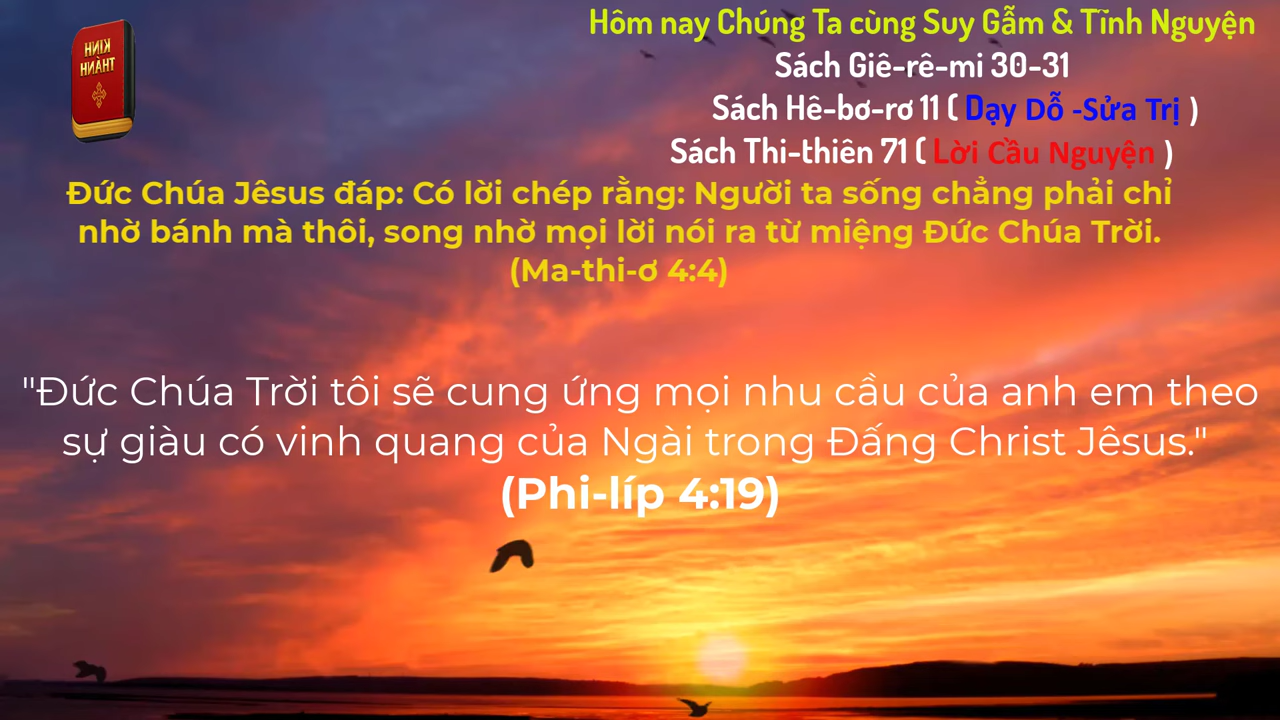 KINH
THÁNH
Hôm nay Chúng Ta cùng Suy Gẫm & Tĩnh Nguyện
Sách Giê-rê-mi 30-31
Sách Hê-bơ-rơ 11 ( Dạy Dỗ -Sửa Trị )
Sách Thi-thiên 71 ( Lời Cầu Nguyện )
Đức Chúa Jêsus đáp: Có lời chép rằng: Người ta sống chẳng phải chỉ
nhờ bánh mà thôi, song nhờ mọi lời nói ra từ miệng Đức Chúa Trời.
(Ma-thi-ơ 4:4)
"Đức Chúa Trời tôi sẽ cung ứng mọi nhu cầu của anh em theo
sự giàu có vinh quang của Ngài trong Đấng Christ Jêsus."
(Phi-líp 4:19)